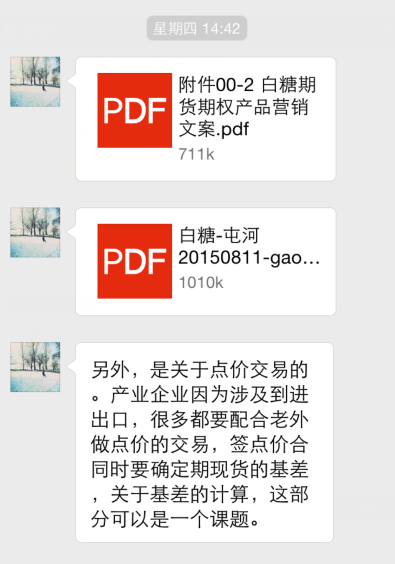 星期四 14:42
PDF
附件00-2 白糖期
货期权产品营销
文案.pdf
711k
PDF
白糖-屯河
20150811-gao...
1010k
另外，是关于点价交易的
。产业企业因为涉及到进
出口，很多都要配合老外
做点价的交易，签点价合
同时要确定期现货的基差
，关于基差的计算，这部
分可以是一个课题。